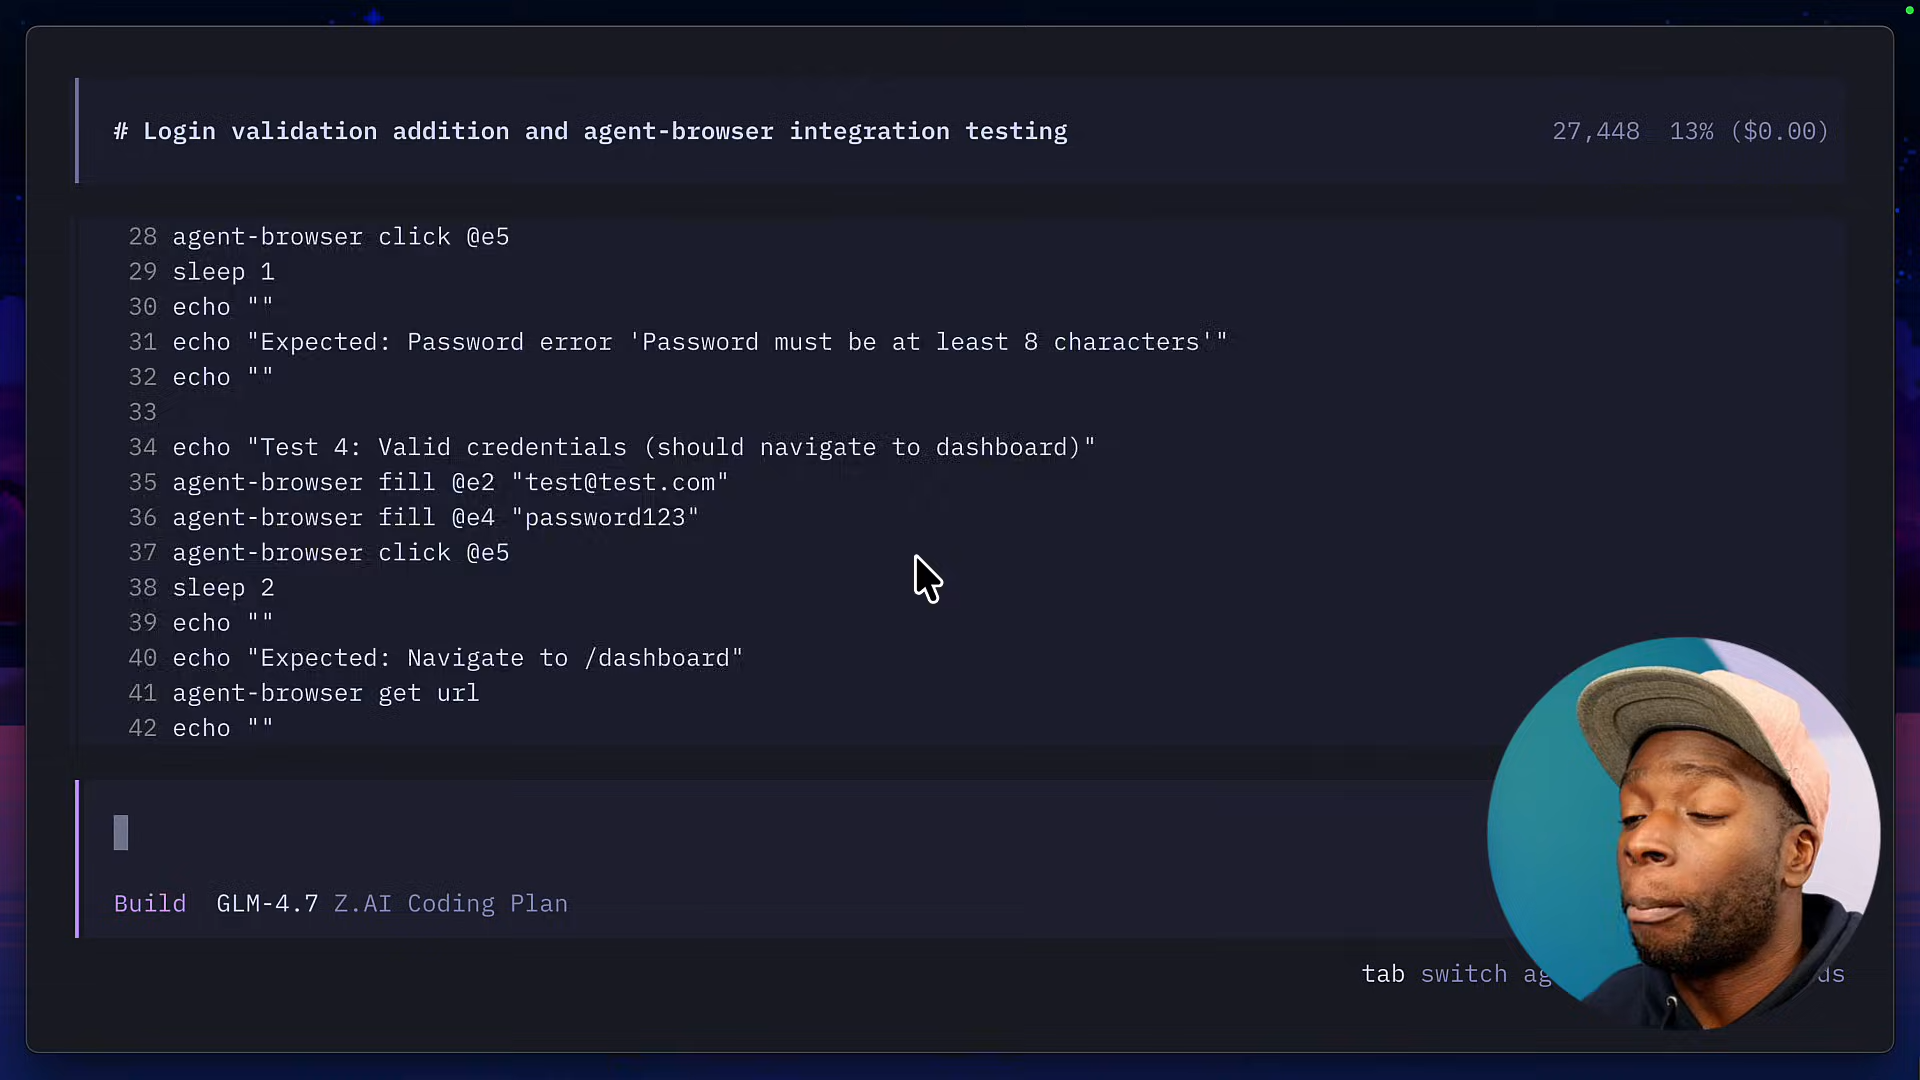 # Login validation addition and agent-browser integration testing
27,448 13% ($0.00)
28 agent-browser click @e5
29 sleep 1
30 echo ""
31 echo "Expected: Password error 'Password must be at least 8 characters'"
32 echo ""
33
34 echo "Test 4: Valid credentials (should navigate to dashboard)"
35 agent-browser fill @e2 "test@test.com"
36 agent-browser fill @e4 "password123"
37 agent-browser click @e5
38 sleep 2
39 echo ""
40 echo "Expected: Navigate to /dashboard"
41 agent-browser get url
42 echo ""
Build GLM-4.7 Z.AI Coding Plan
tab switch